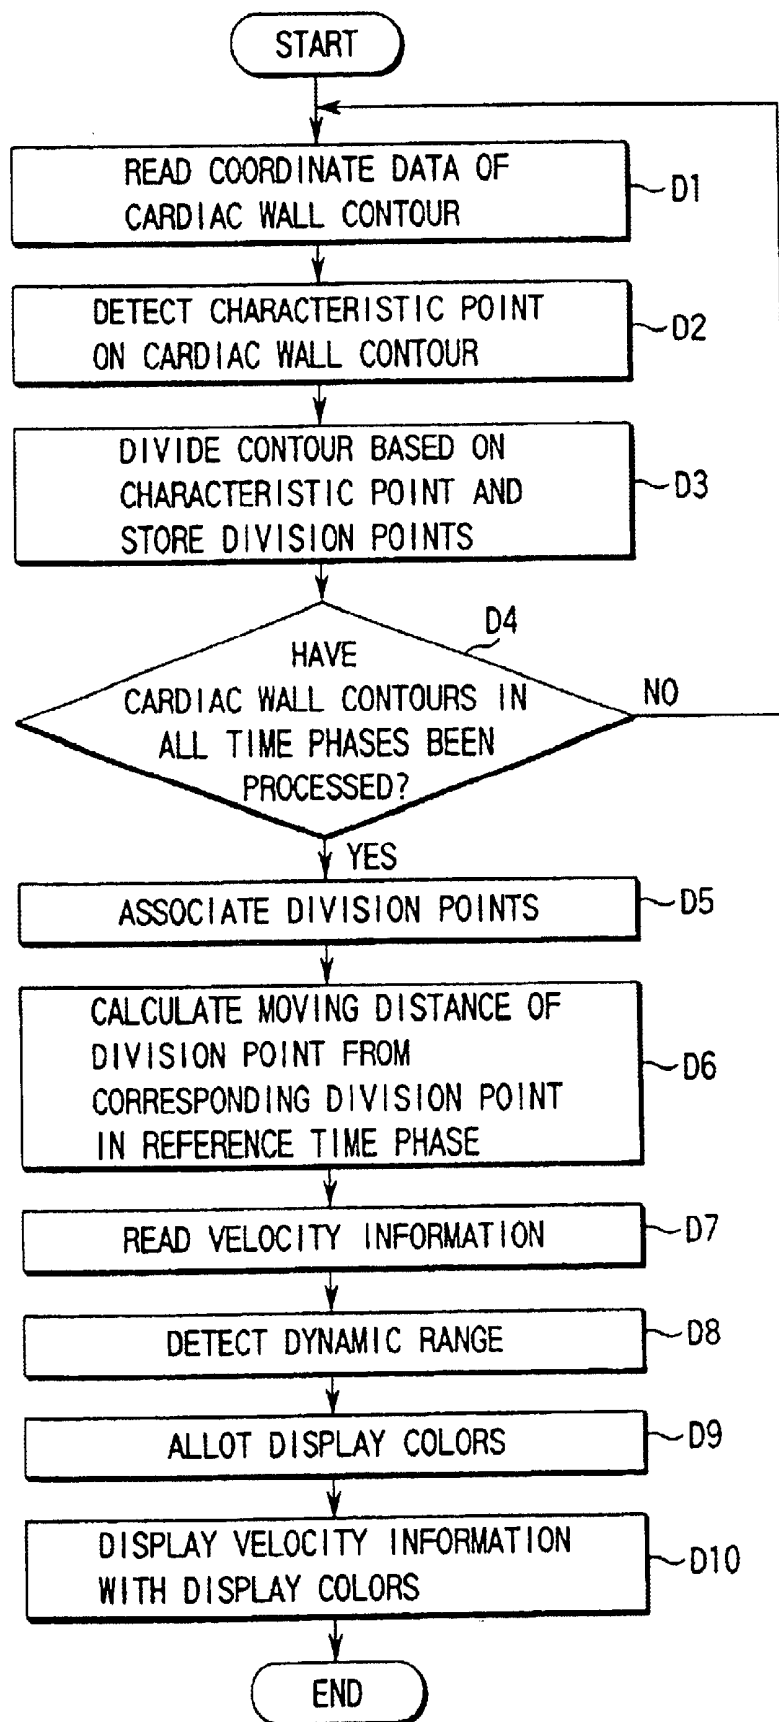 START
READ COORDINATE DATA OF
CARDIAC WALL CONTOUR
D1
DETECT CHARACTERISTIC POINT
ON CARDIAC WALL CONTOUR
D2
DIVIDE CONTOUR BASED ON
CHARACTERISTIC POINT AND
STORE DIVISION POINTS
D3
D4
HAVE
CARDIAC WALL CONTOURS IN
ALL TIME PHASES BEEN
PROCESSED?
NO
YES
ASSOCIATE DIVISION POINTS
D5
CALCULATE MOVING DISTANCE OF
DIVISION POINT FROM
CORRESPONDING DIVISION POINT
IN REFERENCE TIME PHASE
D6
READ VELOCITY INFORMATION
D7
DETECT DYNAMIC RANGE
D8
ALLOT DISPLAY COLORS
D9
DISPLAY VELOCITY INFORMATION
WITH DISPLAY COLORS
D10
END